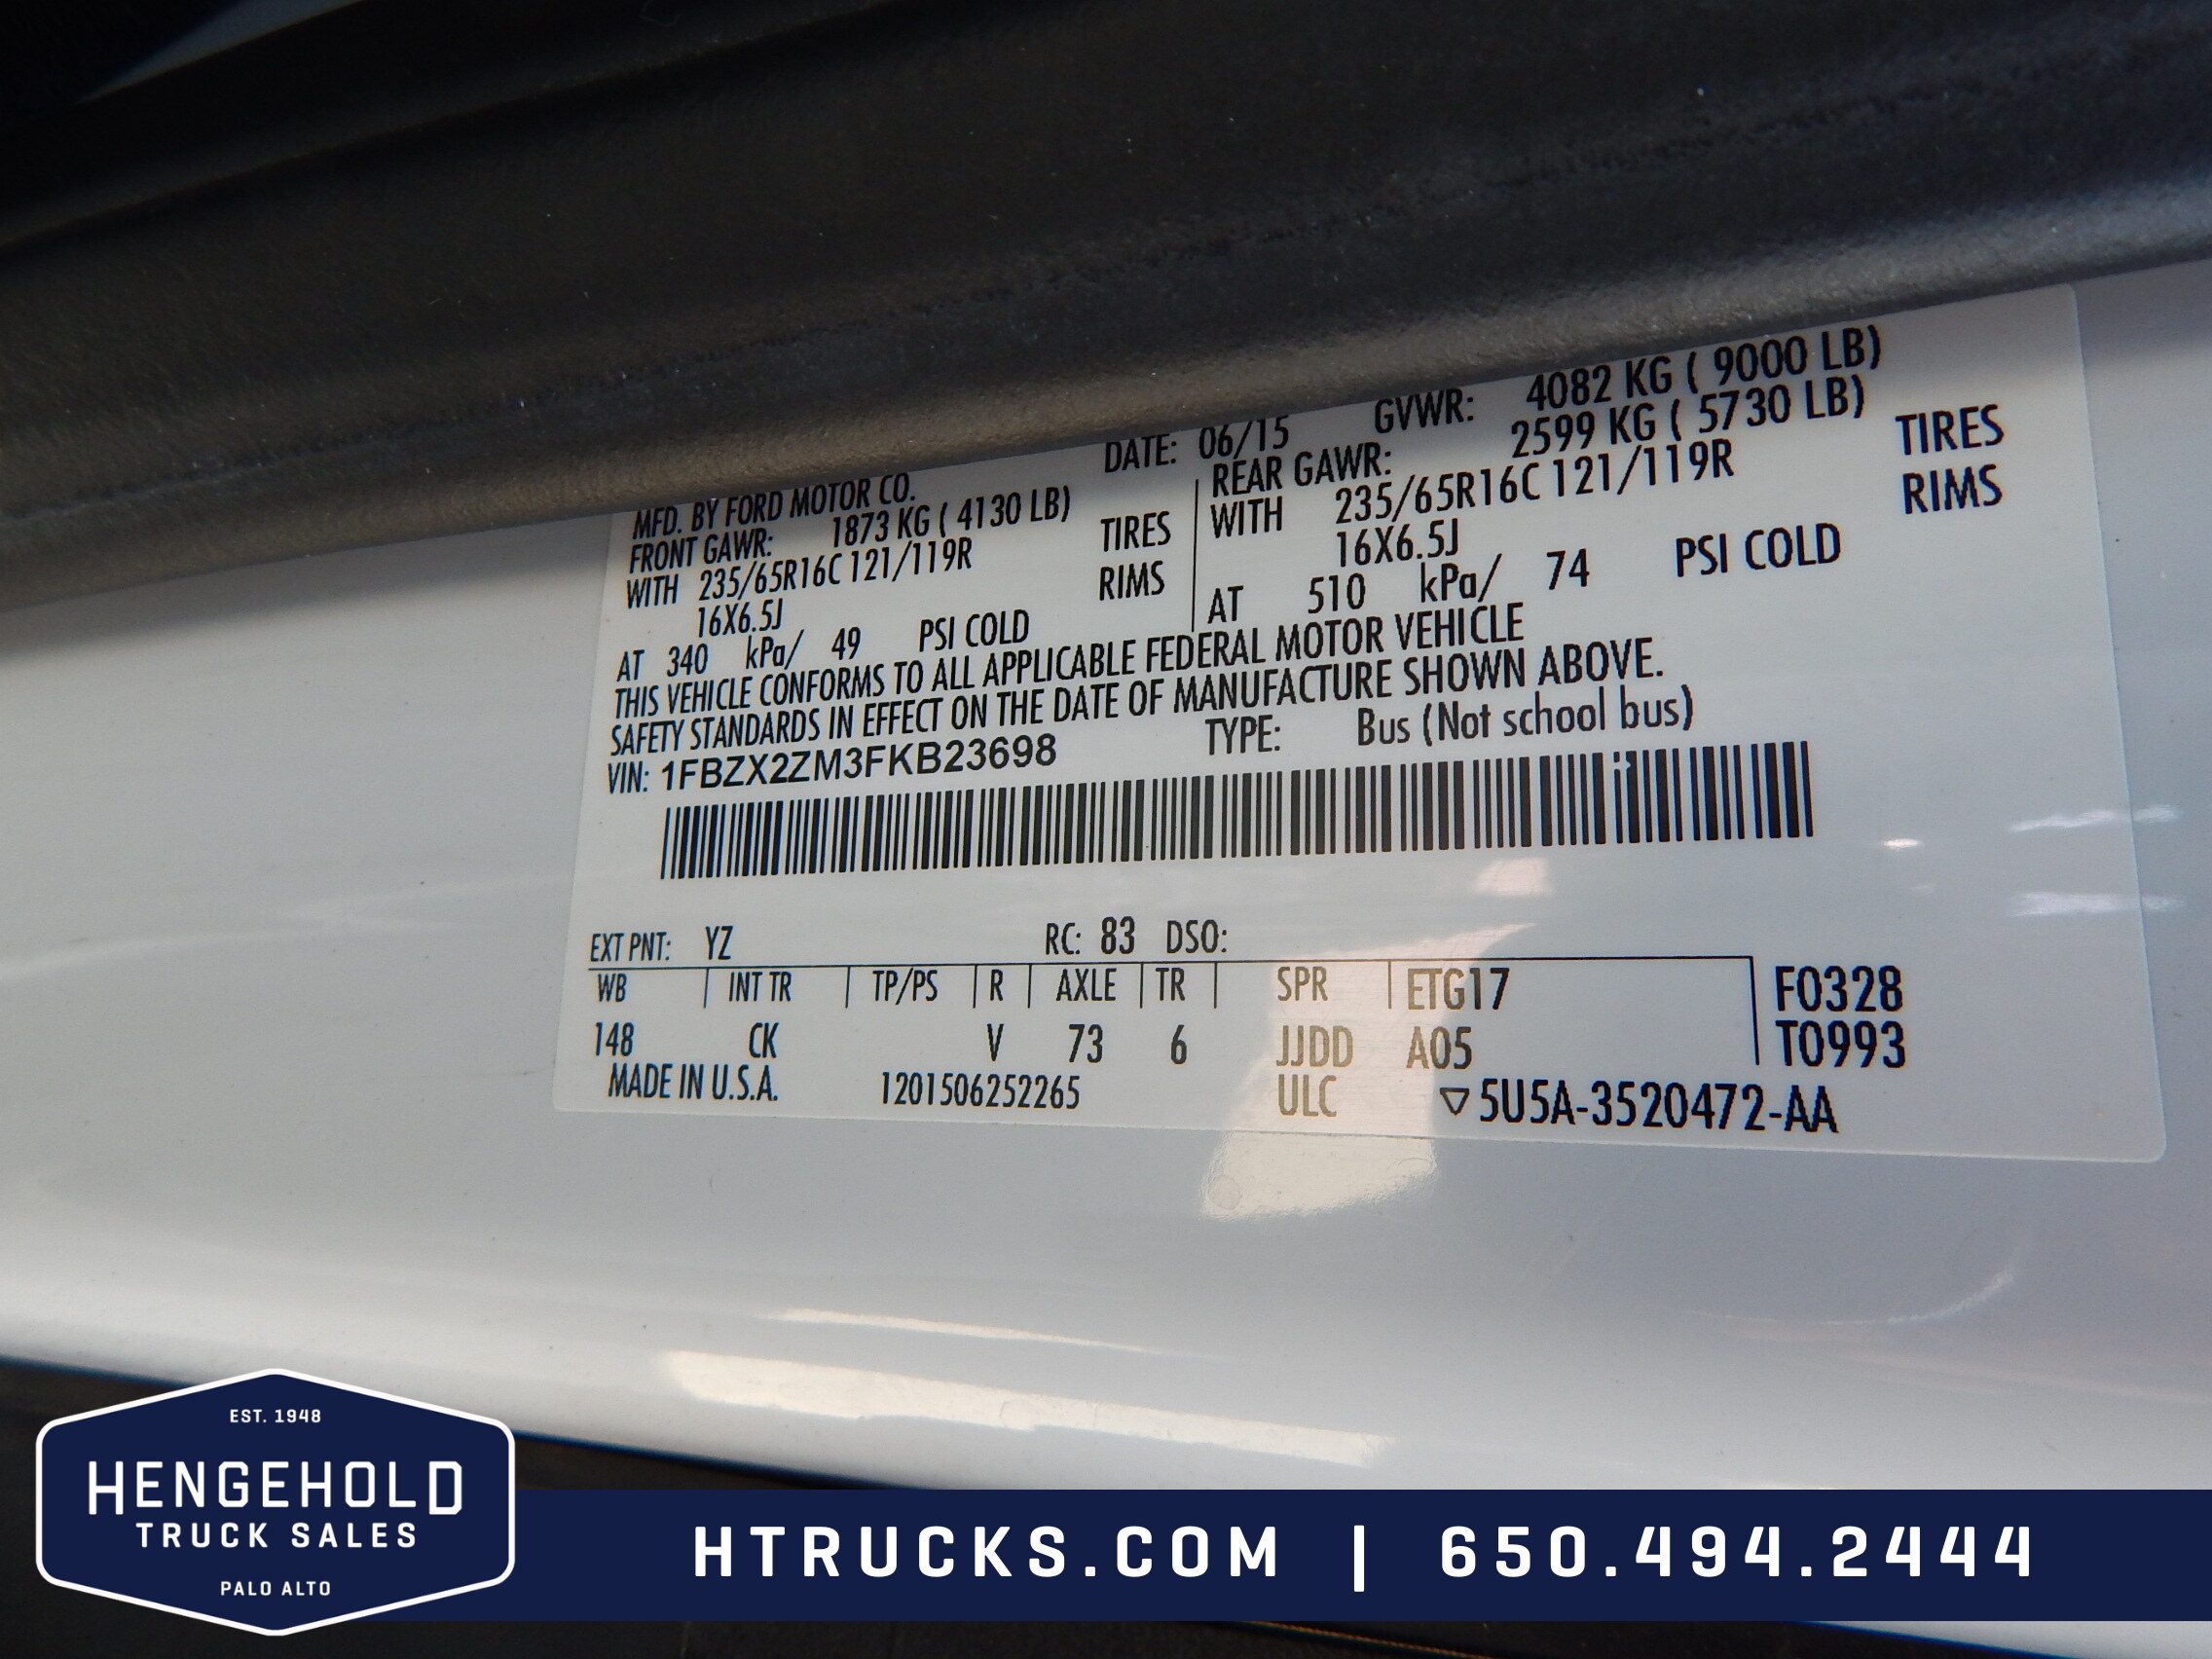 MFD. BY FORD MOTOR CO.
DATE: 06/15
GVWR: 4082 KG ( 9000 LB)
FRONT GAWR: 1873 KG ( 4130 LB)
REAR GAWR: 2599 KG ( 5730 LB)
WITH 235/65R16C 121/119R TIRES
WITH 235/65R16C 121/119R TIRES
16X6.5J RIMS
16X6.5J RIMS
AT 340 kPa/ 49 PSI COLD
AT 510 kPa/ 74 PSI COLD
THIS VEHICLE CONFORMS TO ALL APPLICABLE FEDERAL MOTOR VEHICLE
SAFETY STANDARDS IN EFFECT ON THE DATE OF MANUFACTURE SHOWN ABOVE.
VIN: 1FBZX2ZM3FKB23698 TYPE: Bus (Not school bus)
EXT PNT: YZ RC: 83 DSO:
WB INT TR TP/PS R AXLE TR SPR ETG17 F0328
148 CK V 73 6 JJDD A05 T0993
MADE IN U.S.A. 1201506252265 ULC ▽5U5A-3520472-AA
EST. 1948
HENGEHOLD
TRUCK SALES
PALO ALTO
HTRUCKS.COM | 650.494.2444